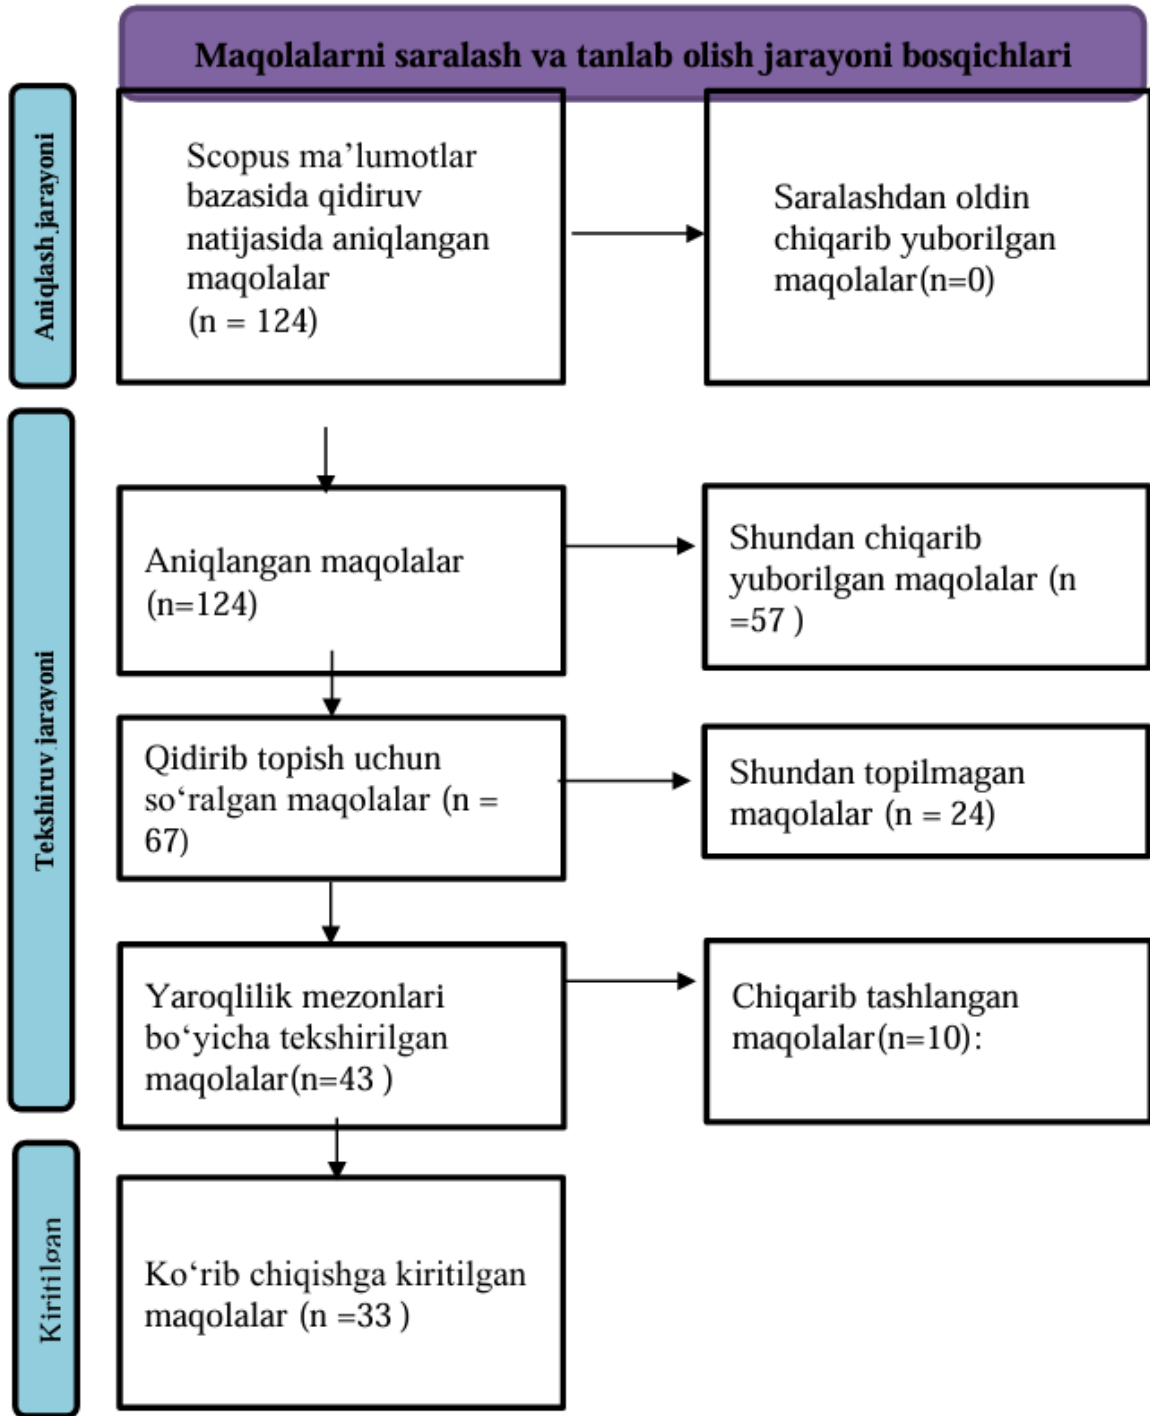 Maqolalarni saralash va tanlab olish jarayoni bosqichlari
Aniqlash jarayoni
Scopus ma’lumotlar
bazasida qidiruv
natijasida aniqlangan
maqolalar
(n = 124)
Saralashdan oldin
chiqarib yuborilgan
maqolalar(n=0)
Tekshiruv jarayoni
Aniqlangan maqolalar
(n=124)
Shundan chiqarib
yuborilgan maqolalar (n
=57 )
Qidirib topish uchun
so‘ralgan maqolalar (n =
67)
Shundan topilmagan
maqolalar (n = 24)
Yaroqlilik mezonlari
bo‘yicha tekshirilgan
maqolalar(n=43 )
Chiqarib tashlangan
maqolalar(n=10):
Kiritilgan
Ko‘rib chiqishga kiritilgan
maqolalar (n =33 )